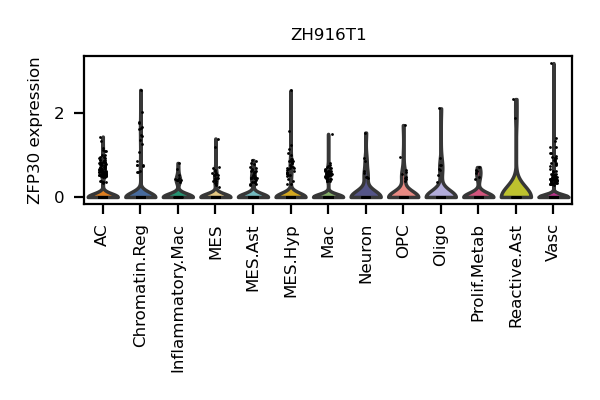 ZH916T1
ZFP30 expression
2
0
AC
Chromatin.Reg
Inflammatory.Mac
MES
MES.Ast
MES.Hyp
Mac
Neuron
OPC
Oligo
Prolif.Metab
Reactive.Ast
Vasc